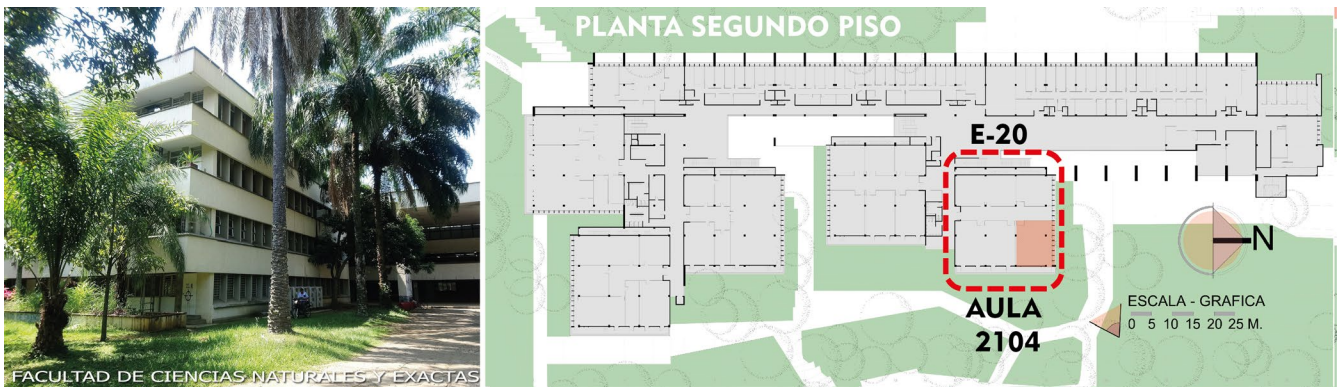 FACULTAD DE CIENCIAS NATURALES Y EXACTAS
PLANTA SEGUNDO PISO
E-20
AULA
2104
N
ESCALA - GRAFICA
0 5 10 15 20 25 M.